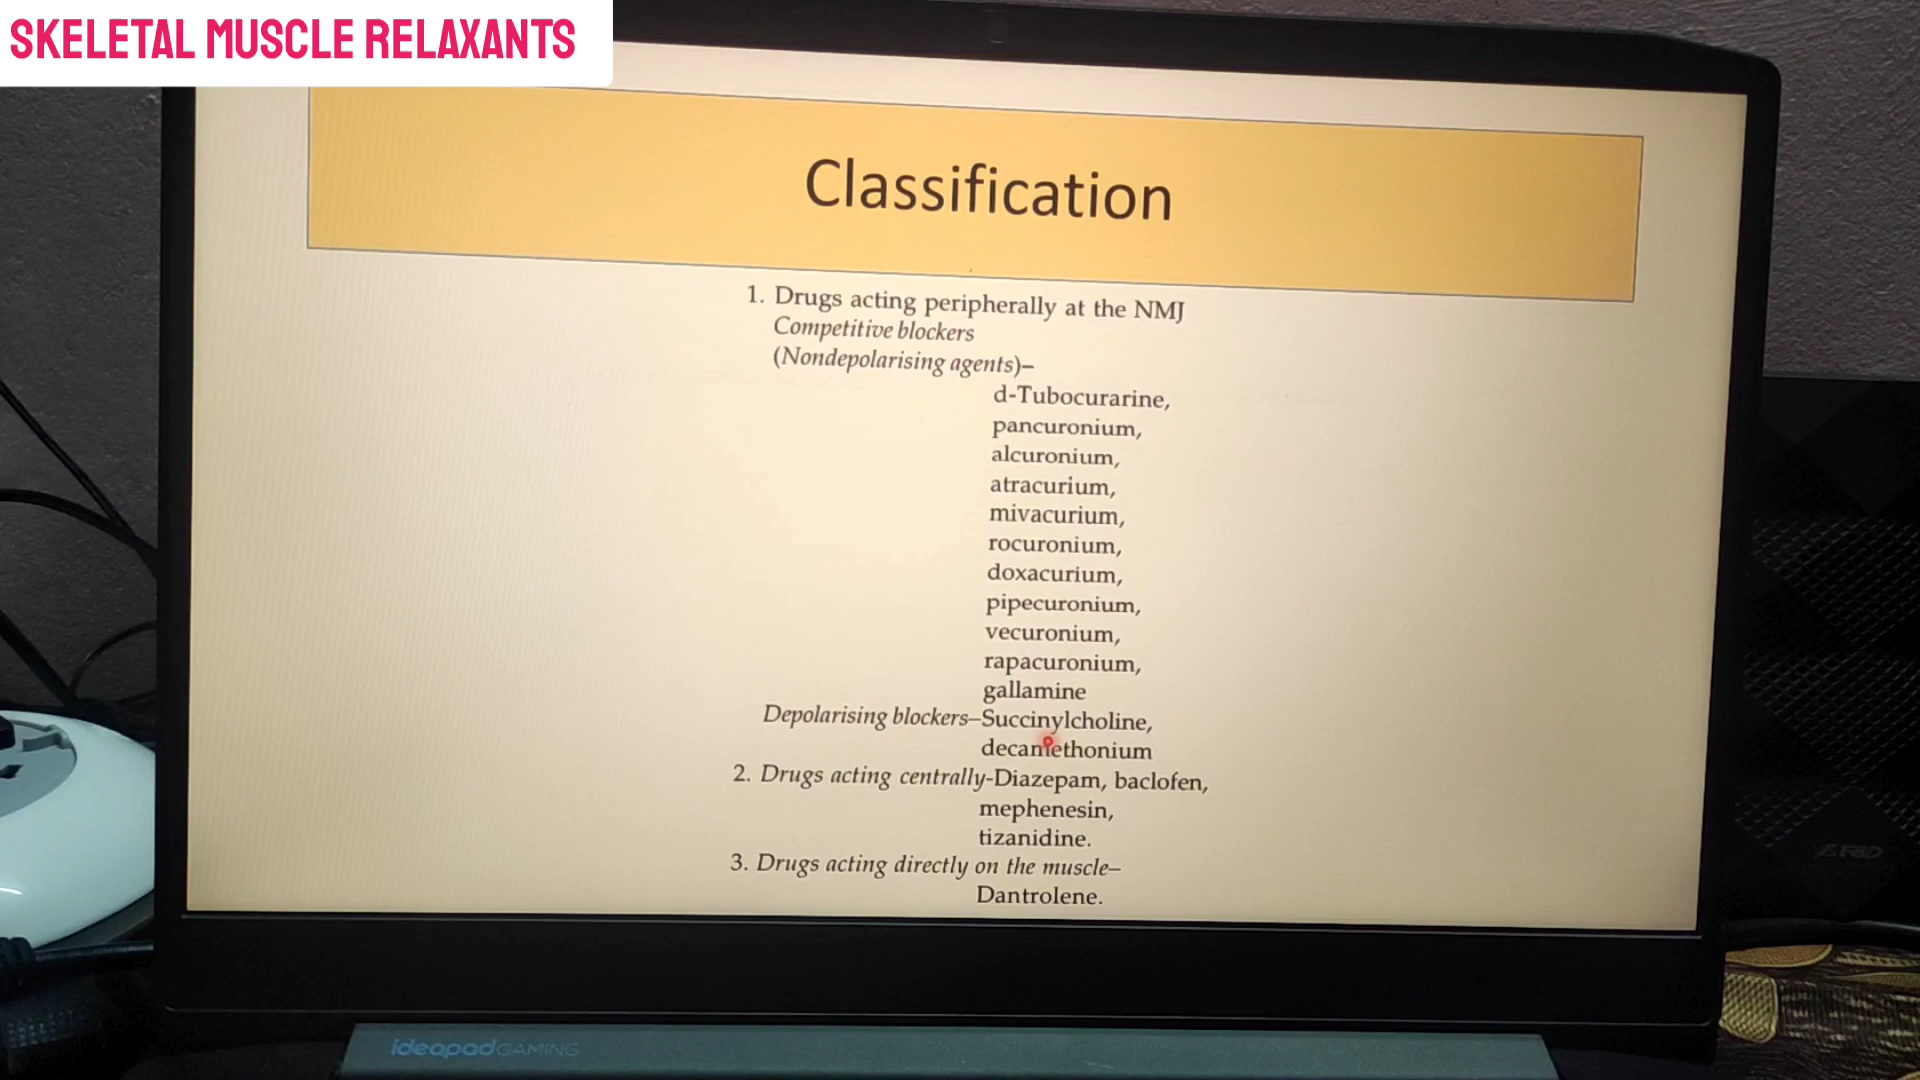 SKELETAL MUSCLE RELAXANTS
Classification
1. Drugs acting peripherally at the NMJ
Competitive blockers
(Nondepolarising agents)–
d-Tubocurarine,
pancuronium,
alcuronium,
atracurium,
mivacurium,
rocuronium,
doxacurium,
pipecuronium,
vecuronium,
rapacuronium,
gallamine
Depolarising blockers–Succinylcholine,
decamethonium
2. Drugs acting centrally-Diazepam, baclofen,
mephenesin,
tizanidine.
3. Drugs acting directly on the muscle–
Dantrolene.
ideapad GAMING